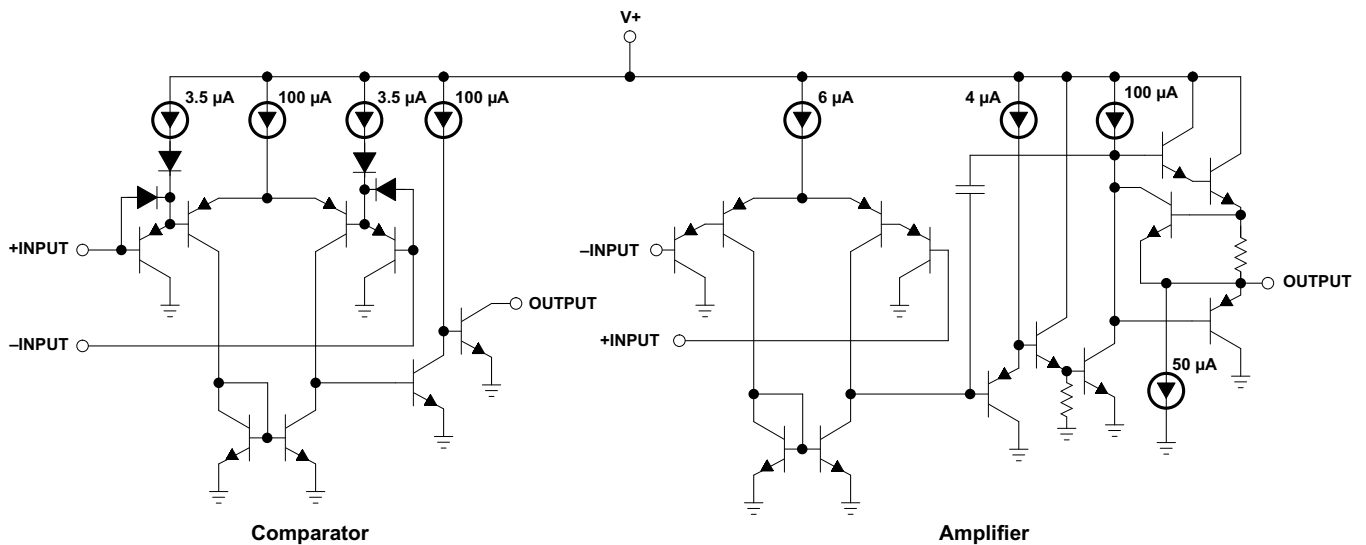 V+
3.5 µA
100 µA
3.5 µA
100 µA
6 µA
4 µA
100 µA
+INPUT
–INPUT
OUTPUT
–INPUT
+INPUT
OUTPUT
50 µA
Comparator
Amplifier